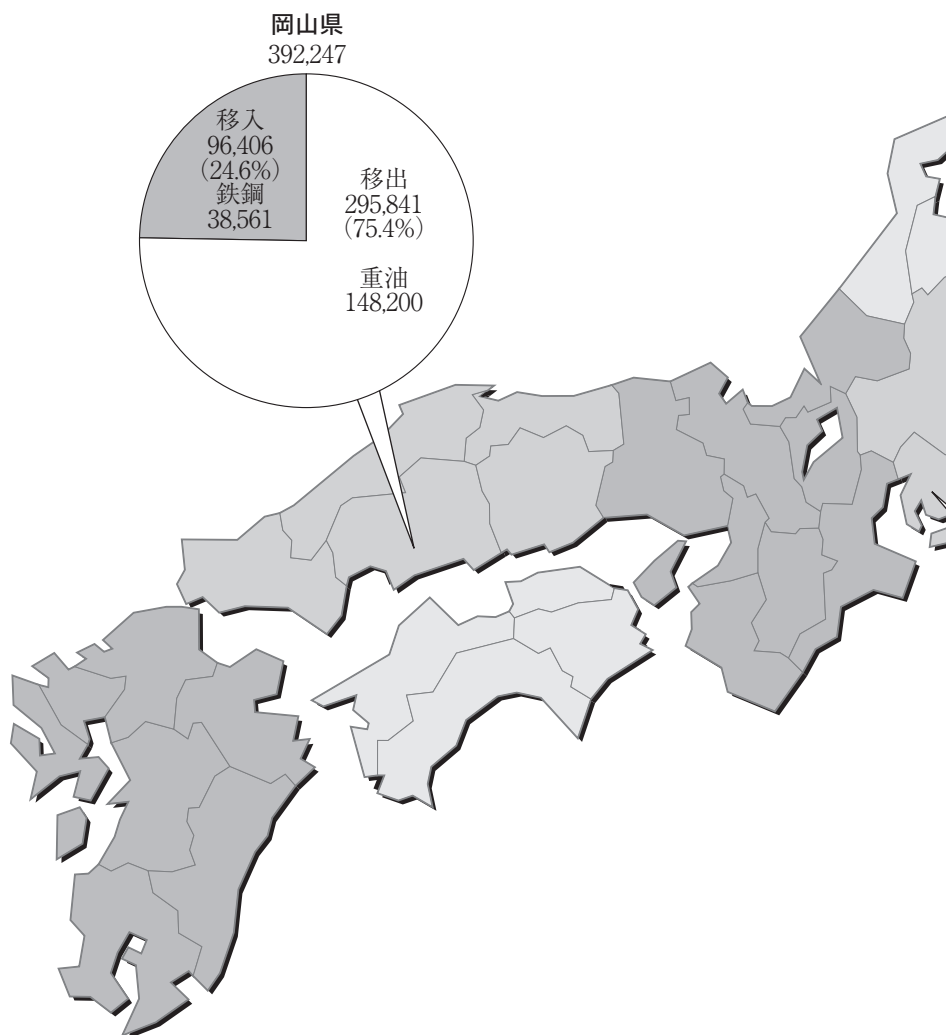 岡山県
392,247
移入
96,406
(24.6%)
鉄鋼
38,561
移出
295,841
(75.4%)
重油
148,200